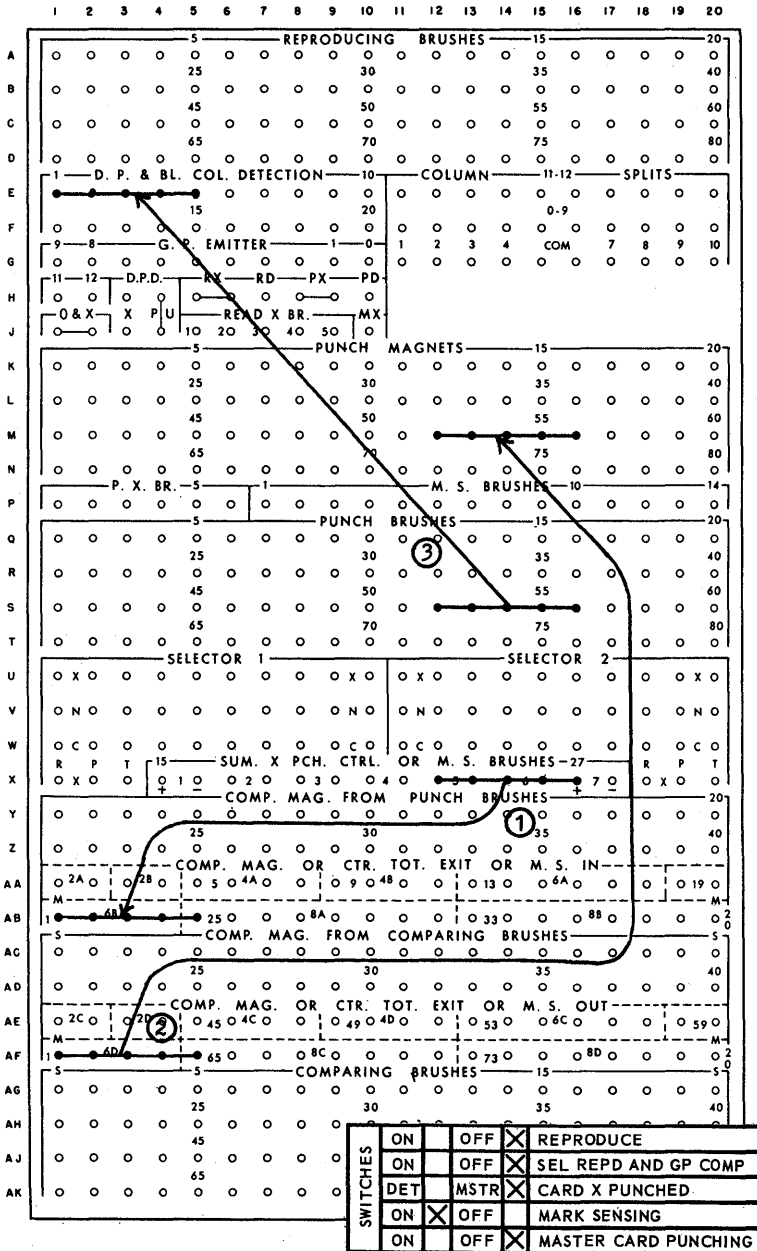 1 2 3 4 5 6 7 8 9 10 11 12 13 14 15 16 17 18 19 20
5 REPRODUCING BRUSHES 15 20
A
25 30 35 40
B
45 50 55 60
C
65 70 75 80
D
1 D. P. & BL. COL. DETECTION 10 COLUMN 11-12 SPLITS
E
15 20 0-9
F
9 8 G. P. EMITTER 1 0 1 2 3 4 COM 7 8 9 10
G
11 12 D.P.D. RX RD PX PD
H
0 & X X P U READ X BR. MX
J 1 2 3 4 5
5 PUNCH MAGNETS 15 20
K
25 30 35 40
L
45 50 55 60
M
65 70 75 80
N
P. X. BR. 5 1 M. S. BRUSHES 10 14
P
5 PUNCH BRUSHES 15 20
Q
25 3 30 35 40
R
45 50 55 60
S
65 70 75 80
T
SELECTOR 1 SELECTOR 2
U X X X X
V N N N N
W C C C C
R P T 15 SUM. X PCH. CTRL. OR M. S. BRUSHES 27 R P T
X X 1 2 3 4 5 6 7 X
+ - + -
COMP. MAG. FROM PUNCH BRUSHES 20
Y 1
25 30 35 40
Z
COMP. MAG. OR CTR. TOT. EXIT OR M. S. IN
AA 2A 2B 5 4A 9 4B 13 6A 19
M M
AB 1 6B 25 8A 33 8B 20
S COMP. MAG. FROM COMPARING BRUSHES S
AC
25 30 35 40
AD
COMP. MAG. OR CTR. TOT. EXIT OR M. S. OUT
AE 2C 2D 2 45 4C 49 4D 53 6C 59
M M
AF 1 6D 65 8C 73 8D 20
S 5 COMPARING BRUSHES 15 S
AG
25 30 35 40
AH
45
AJ
65
AK
SWITCHES
ON OFF X REPRODUCE
ON OFF X SEL REPD AND GP COMP
DET MSTR X CARD X PUNCHED
ON X OFF MARK SENSING
ON OFF X MASTER CARD PUNCHING